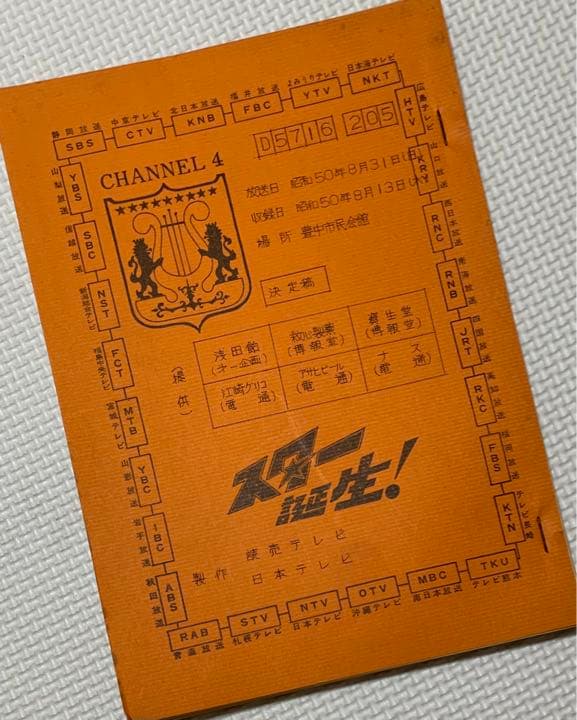 静岡放送
SBS
中京テレビ
CTV
北日本放送
KNB
福井放送
FBC
よみうりテレビ
YTV
日本海テレビ
NKT
広島テレビ
HTV
山口放送
KRY
西日本放送
RNC
南海放送
RNB
四国放送
JRT
高知放送
RKC
福岡放送
FBS
テレビ長崎
KTN
山梨放送
YBS
信越放送
SBC
新潟総合テレビ
NST
福島中央テレビ
FCT
宮城テレビ
MTB
山形放送
YBC
岩手放送
IBC
秋田放送
ABS
CHANNEL 4
D5716 205
放送日 昭和50年8月31日(日)
収録日 昭和50年8月13日
場所 豊中市民会館
決定稿
(提供)
浅田飴
(オー企画)
救心製薬
(博報堂)
資生堂
(博報堂)
江崎グリコ
(電通)
アサヒビール
(電通)
ナス
(電通)
スター
誕生!
製作
読売テレビ
日本テレビ
RAB
青森放送
STV
札幌テレビ
NTV
日本テレビ
OTV
沖縄テレビ
MBC
南日本放送
TKU
テレビ熊本